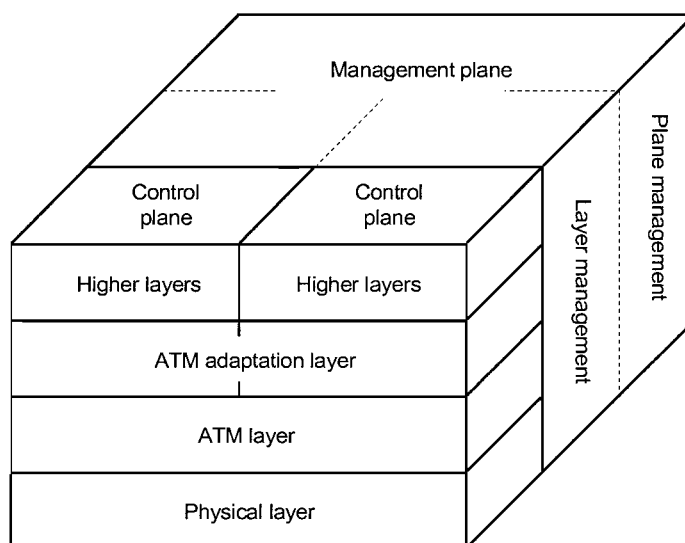 Management plane
Plane management
Control
plane
Control
plane
Layer management
Higher layers
Higher layers
ATM adaptation layer
ATM layer
Physical layer